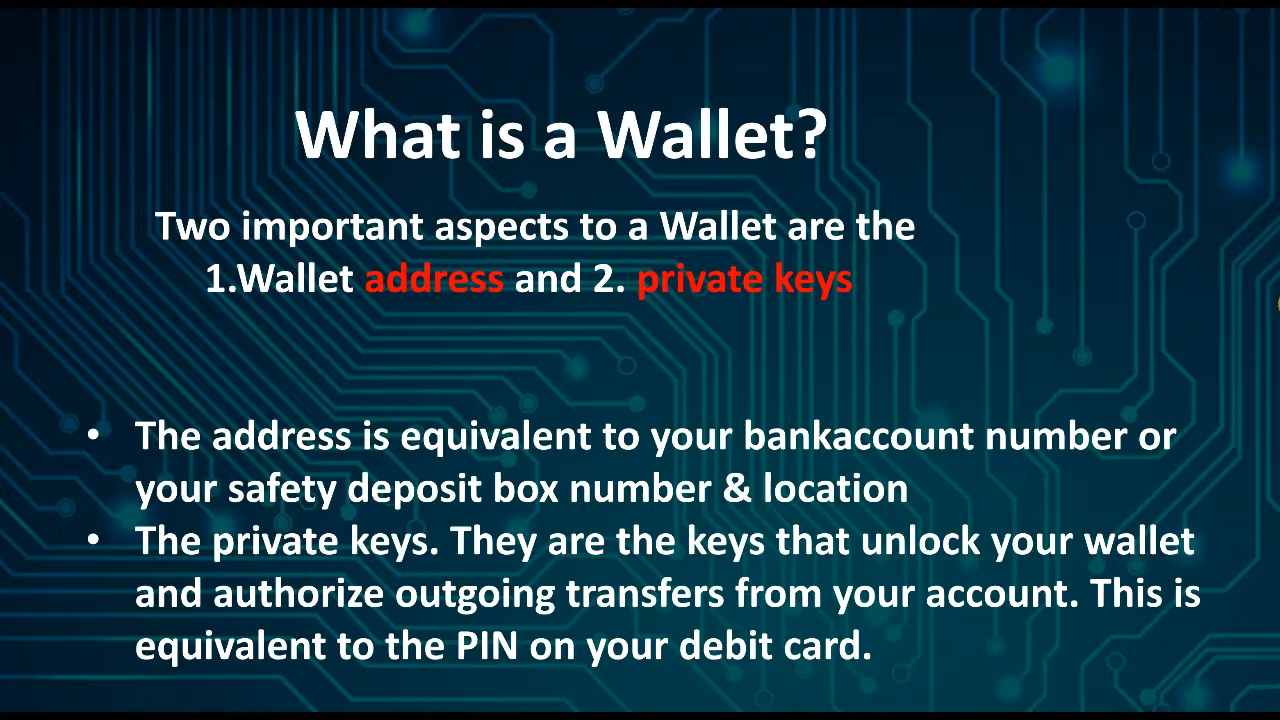 What is a Wallet?
Two important aspects to a Wallet are the
1.Wallet address and 2. private keys
• The address is equivalent to your bankaccount number or
your safety deposit box number & location
• The private keys. They are the keys that unlock your wallet
and authorize outgoing transfers from your account. This is
equivalent to the PIN on your debit card.